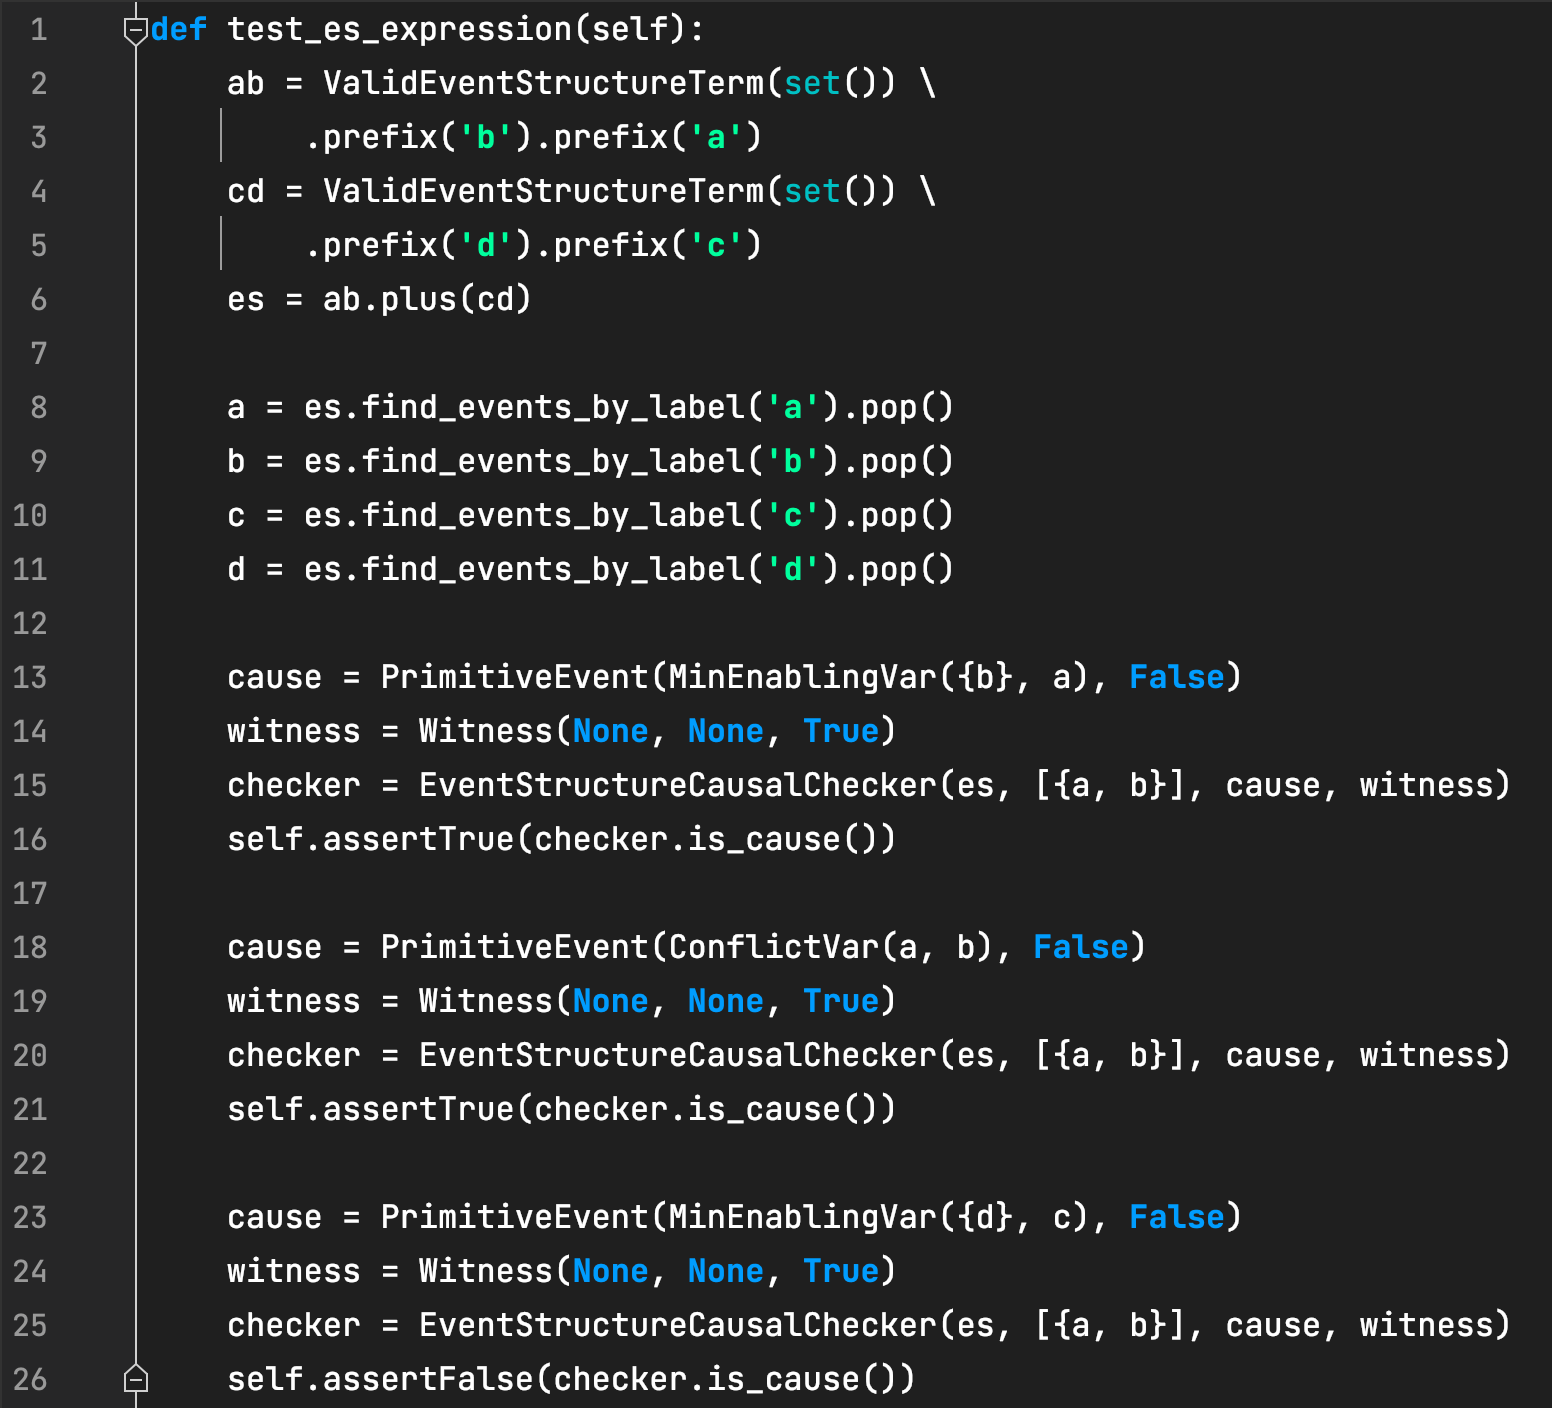 1 def test_es_expression(self):
2     ab = ValidEventStructureTerm(set()) \
3         .prefix('b').prefix('a')
4     cd = ValidEventStructureTerm(set()) \
5         .prefix('d').prefix('c')
6     es = ab.plus(cd)
7
8     a = es.find_events_by_label('a').pop()
9     b = es.find_events_by_label('b').pop()
10     c = es.find_events_by_label('c').pop()
11     d = es.find_events_by_label('d').pop()
12
13     cause = PrimitiveEvent(MinEnablingVar({b}, a), False)
14     witness = Witness(None, None, True)
15     checker = EventStructureCausalChecker(es, [{a, b}], cause, witness)
16     self.assertTrue(checker.is_cause())
17
18     cause = PrimitiveEvent(ConflictVar(a, b), False)
19     witness = Witness(None, None, True)
20     checker = EventStructureCausalChecker(es, [{a, b}], cause, witness)
21     self.assertTrue(checker.is_cause())
22
23     cause = PrimitiveEvent(MinEnablingVar({d}, c), False)
24     witness = Witness(None, None, True)
25     checker = EventStructureCausalChecker(es, [{a, b}], cause, witness)
26     self.assertFalse(checker.is_cause())